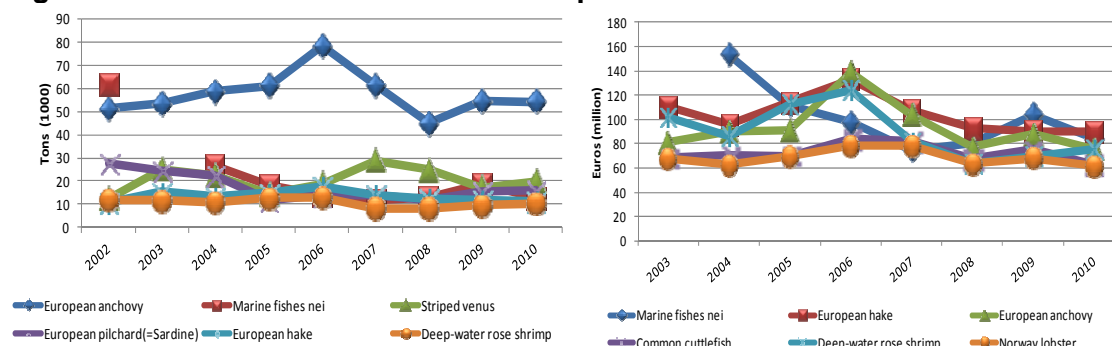 90
80
70
60
50
40
30
20
10
0
Tons (1000)
2002 2003 2004 2005 2006 2007 2008 2009 2010
European anchovy Marine fishes nei Striped venus
European pilchard(=Sardine) European hake Deep-water rose shrimp
180
160
140
120
100
80
60
40
20
0
Euros (million)
2003 2004 2005 2006 2007 2008 2009 2010
Marine fishes nei European hake European anchovy
Common cuttlefish Deep-water rose shrimp Norway lobster